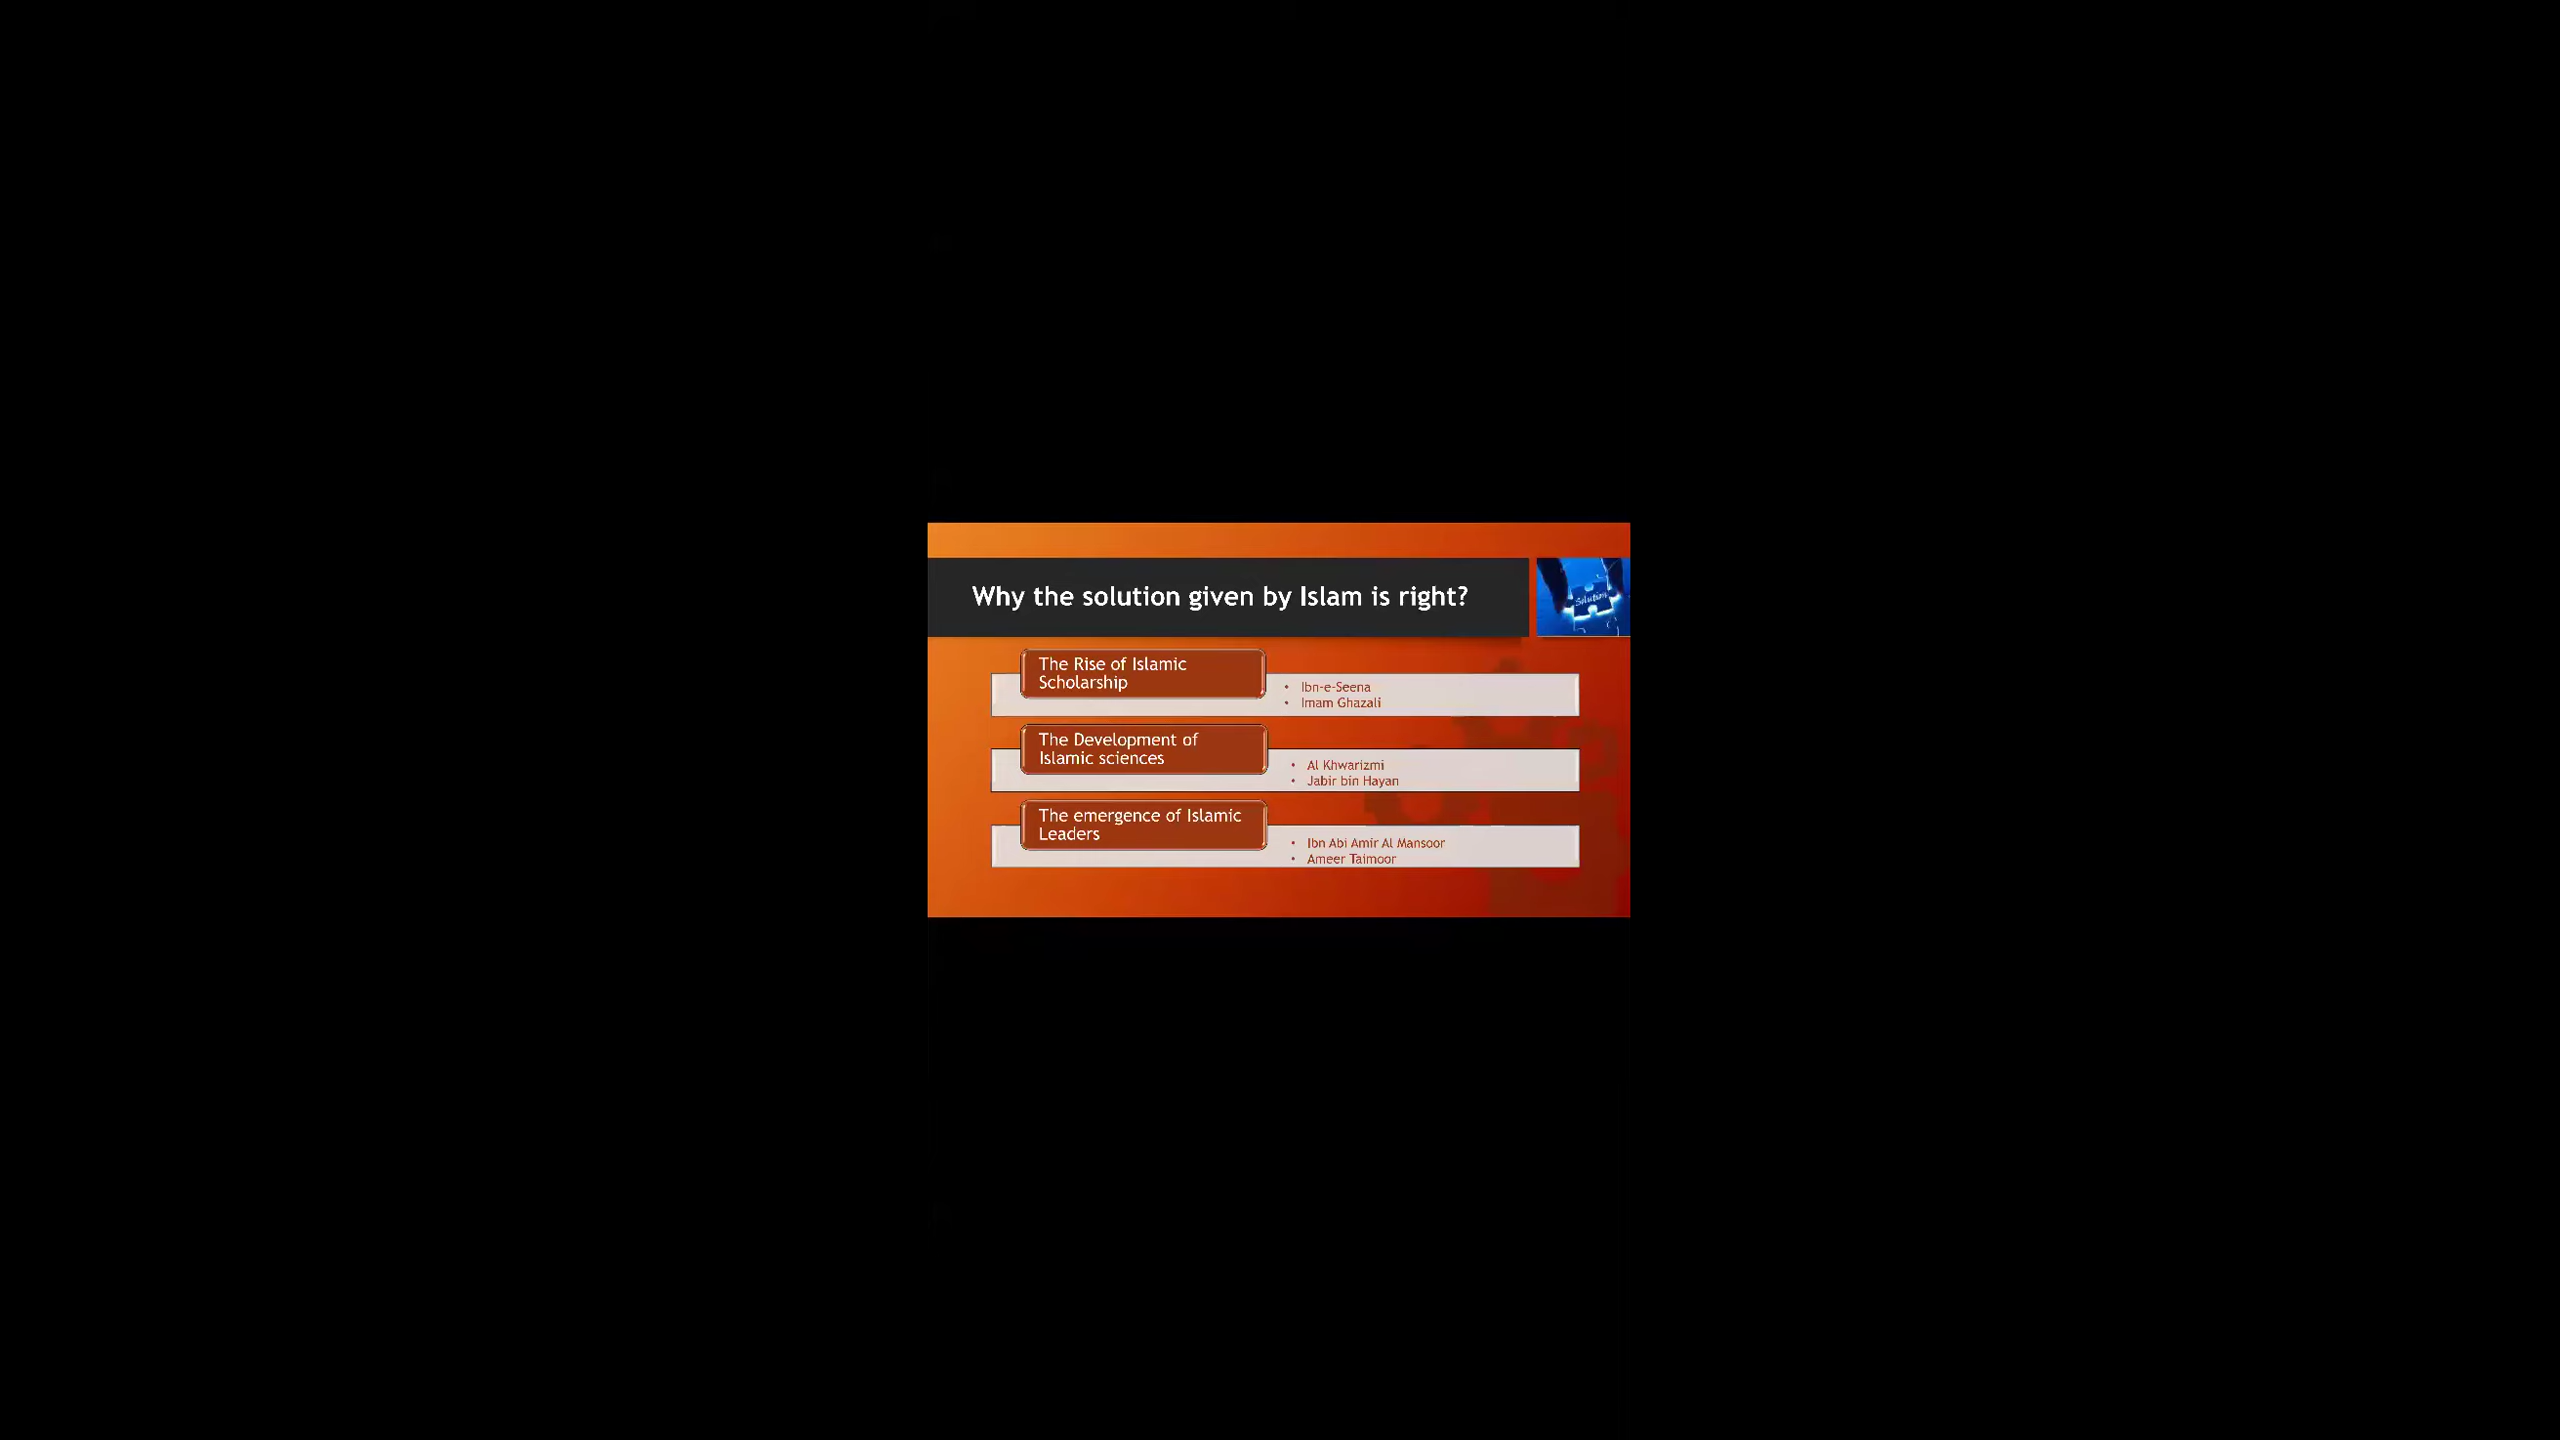 Why the solution given by Islam is right?
Solution
The Rise of Islamic
Scholarship
• Ibn-e-Seena
• Imam Ghazali
The Development of
Islamic sciences
• Al Khwarizmi
• Jabir bin Hayan
The emergence of Islamic
Leaders
• Ibn Abi Amir Al Mansoor
• Ameer Taimoor